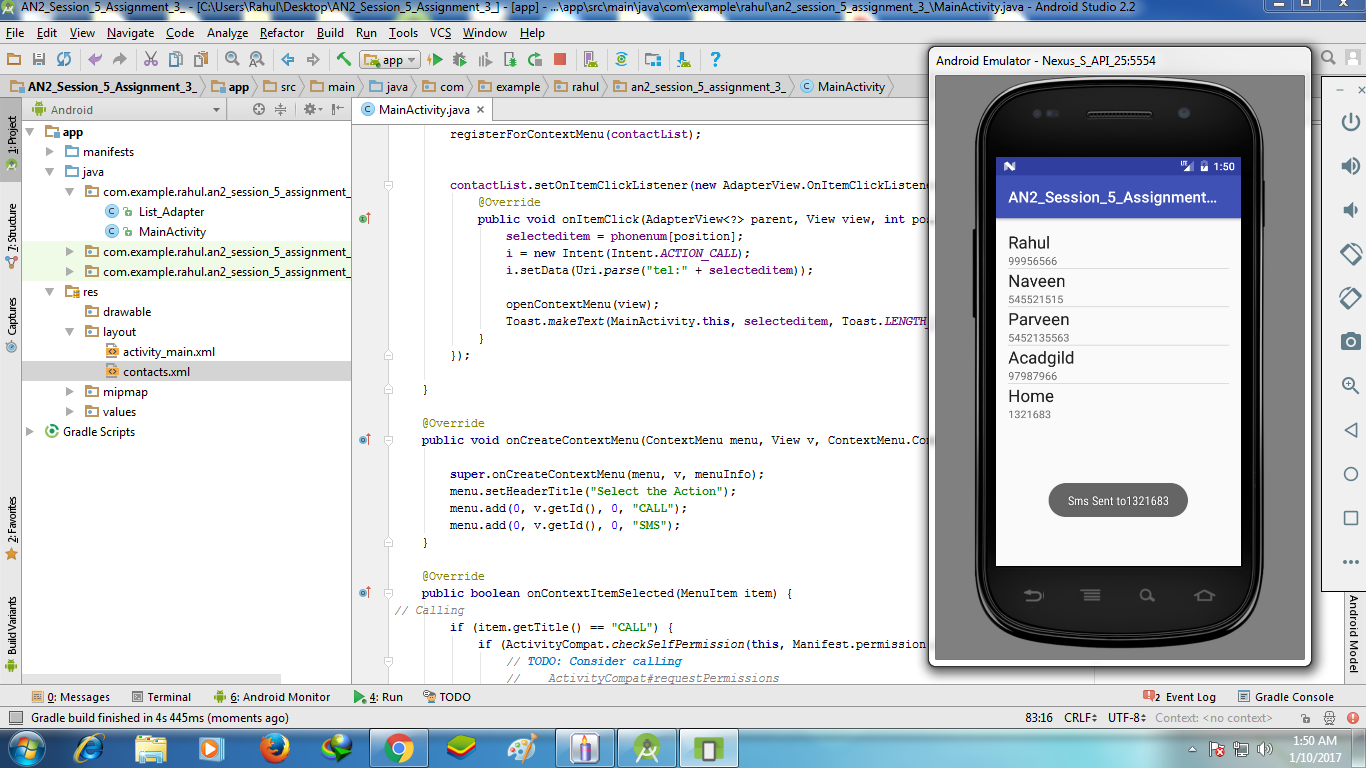 AN2_Session_5_Assignment_3_ - [C:\Users\Rahul\Desktop\AN2_Session_5_Assignment_3_] - [app] - ...\app\src\main\java\com\example\rahul\an2_session_5_assignment_3_\MainActivity.java - Android Studio 2.2
File Edit View Navigate Code Analyze Refactor Build Run Tools VCS Window Help
app
AN2_Session_5_Assignment_3_ app src main java com example rahul an2_session_5_assignment_3_ MainActivity
Android
MainActivity.java
1: Project
7: Structure
Captures
2: Favorites
Build Variants
app
manifests
java
com.example.rahul.an2_session_5_assignment_
List_Adapter
MainActivity
com.example.rahul.an2_session_5_assignment_
com.example.rahul.an2_session_5_assignment_
res
drawable
layout
activity_main.xml
contacts.xml
mipmap
values
Gradle Scripts
registerForContextMenu(contactList);
contactList.setOnItemClickListener(new AdapterView.OnItemClickListene
@Override
public void onItemClick(AdapterView<?> parent, View view, int po
selecteditem = phonenum[position];
i = new Intent(Intent.ACTION_CALL);
i.setData(Uri.parse("tel:" + selecteditem));
openContextMenu(view);
Toast.makeText(MainActivity.this, selecteditem, Toast.LENGTH_
}
});
}
@Override
public void onCreateContextMenu(ContextMenu menu, View v, ContextMenu.Co
super.onCreateContextMenu(menu, v, menuInfo);
menu.setHeaderTitle("Select the Action");
menu.add(0, v.getId(), 0, "CALL");
menu.add(0, v.getId(), 0, "SMS");
}
@Override
public boolean onContextItemSelected(MenuItem item) {
// Calling
if (item.getTitle() == "CALL") {
if (ActivityCompat.checkSelfPermission(this, Manifest.permission
// TODO: Consider calling
// ActivityCompat#requestPermissions
Android Emulator - Nexus_S_API_25:5554
LTE 1:50
AN2_Session_5_Assignment...
Rahul
99956566
Naveen
545521515
Parveen
5452135563
Acadgild
97987966
Home
1321683
Sms Sent to1321683
Android Model
0: Messages Terminal 6: Android Monitor 4: Run TODO 2 Event Log Gradle Console
Gradle build finished in 4s 445ms (moments ago) 83:16 CRLF UTF-8 Context: <no context>
1:50 AM
1/10/2017